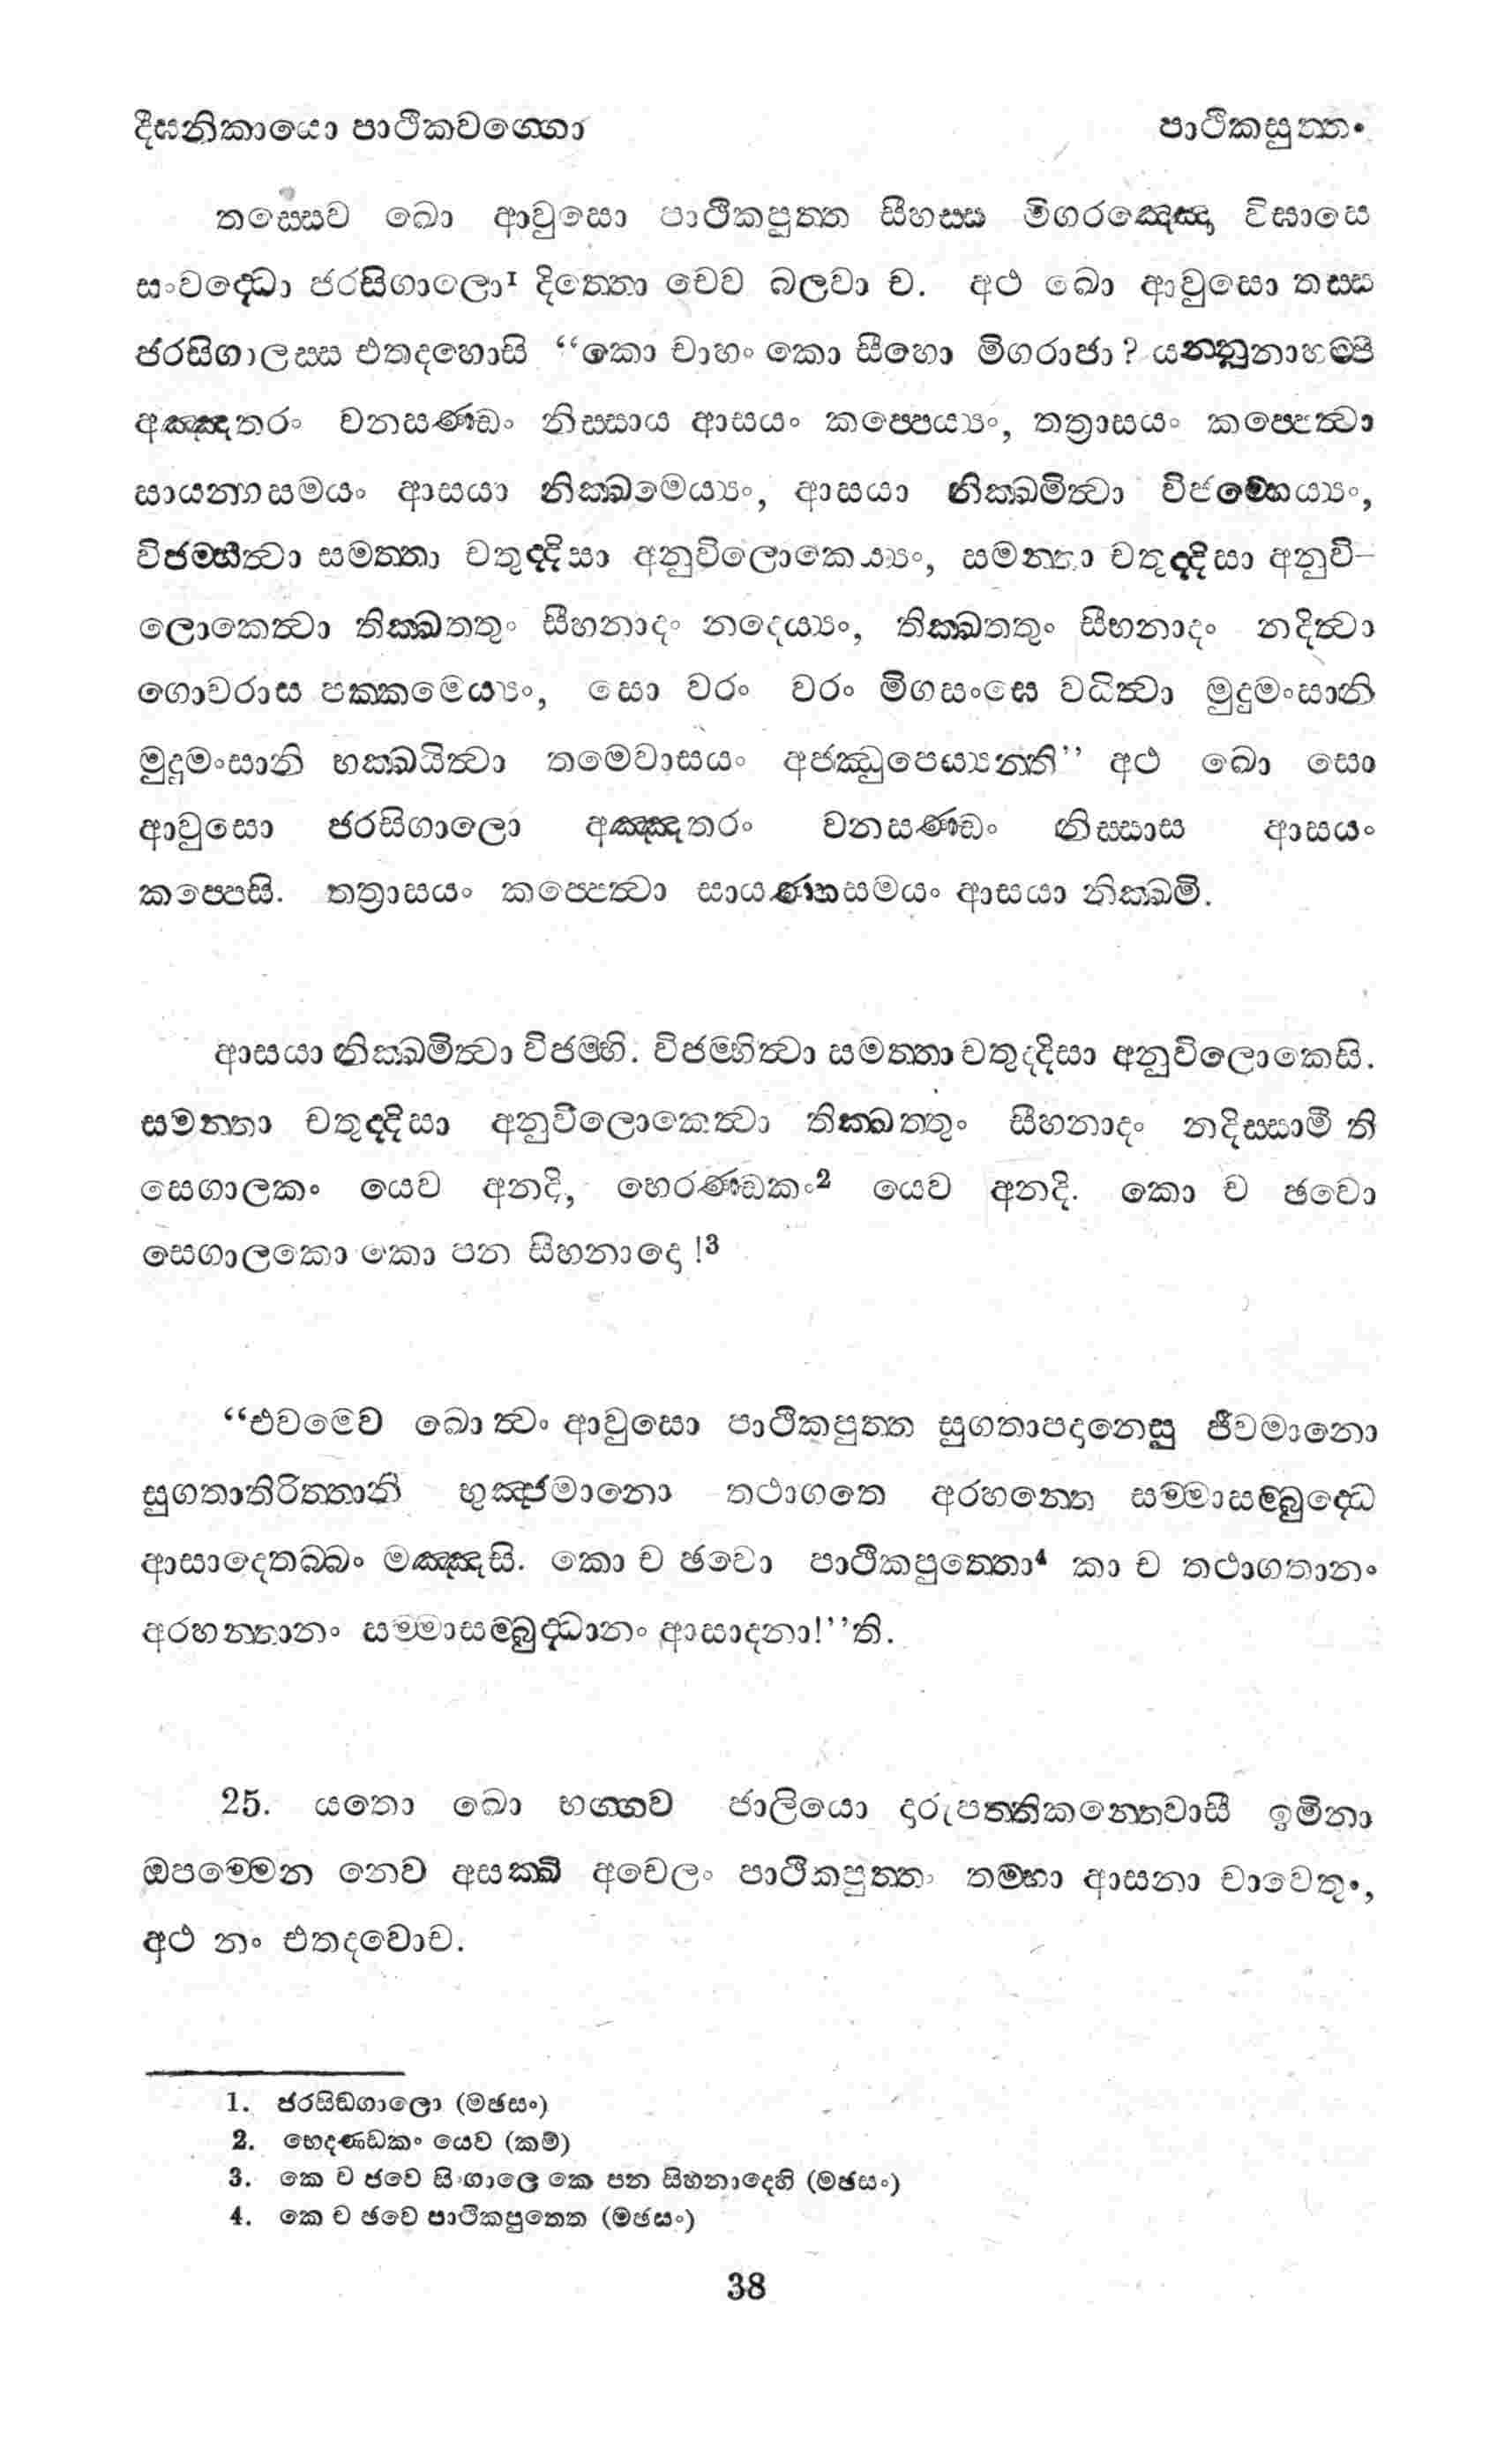 දීඝනිකායො පාථිකවග්ගො පාථිකසුත්තං
තස්සෙව ඛො ආවුසො පාථිකපුත්ත සීහස්ස මිගරඤ්ඤො විඝාසෙ
සංවද්ධො ජරසිගාලො1 දිත්තො චෙව බලවා ච. අථ ඛො ආවුසො තස්ස
ජරසිගාලස්ස එතදහොසි “කො චාහං කො සීහො මිගරාජා? යන්නූනාහම්පි
අඤ්ඤතරං වනසණ්ඩං නිස්සාය ආසයං කප්පෙය්‍යං, තත්‍රාසයං කප්පෙත්වා
සායන්හසමයං ආසයා නික්ඛමෙය්‍යං, ආසයා නික්ඛමිත්වා විජම්භෙය්‍යං,
විජම්භීත්වා සමන්තා චතුද්දිසා අනුවිලොකෙය්‍යං, සමන්තා චතුද්දිසා අනුවි-
ලොකෙත්වා තික්ඛතතුං සීහනාදං නදෙය්‍යං, තික්ඛතතුං සීහනාදං නදිත්වා
ගොචරාස පක්කමෙය්‍යං, සො වරං වරං මිගසංඝෙ වධිත්වා මුදුමංසානි
මුදුමංසානි භක්ඛයිත්වා තමෙවාසයං අජ්ඣුපෙය්‍යන්ති” අථ ඛො සො
ආවුසො ජරසිගාලො අඤ්ඤතරං වනසණ්ඩං නිස්සාස ආසයං
කප්පෙසි. තත්‍රාසයං කප්පෙත්වා සායණ්හසමයං ආසයා නික්ඛමි.
ආසයා නික්ඛමිත්වා විජම්භි. විජම්හිත්වා සමන්තා චතුද්දිසා අනුවිලොකෙසි.
සමන්තා චතුද්දිසා අනුවිලොකෙත්වා තික්ඛත්තුං සීහනාදං නදිස්සාමී ති
සෙගාලකං යෙව අනදි, භෙරණ්ඩකං2 යෙව අනදි. කො ච ඡවො
සෙගාලකො කො පන සිහනාදො !3
“එවමෙව ඛො ත්වං ආවුසො පාථිකපුත්ත සුගතාපදානෙසු ජීවමානො
සුගතාතිරිත්තානි භුඤ්ජමානො තථාගතෙ අරහන්තෙ සම්මාසම්බුද්ධෙ
ආසාදෙතබ්බං මඤ්ඤසි. කො ච ඡවො පාථිකපුත්තො4 කා ච තථාගතානං
අරහන්තානං සම්මාසම්බුද්ධානං ආසාදනා!”ති.
25. යතො ඛො භග්ගව ජාලියො දාරුපත්තිකන්තෙවාසී ඉමිනා
ඔපම්මෙන නෙව අසක්ඛි අචෙලං පාථිකපුත්තං තම්හා ආසනා චාවෙතුං,
අථ නං එතදවොච.
1. ජරසිඞ්ගාලො (මඡසං)
2. භෙදණ්ඩකං යෙව (කම්)
3. කෙ ච ඡවෙ සිංගාලෙ කෙ පන සිහනාදෙහි (මඡසං)
4. කෙ ච ඡවෙ පාථිකපුතෙත (මඡසං)
38